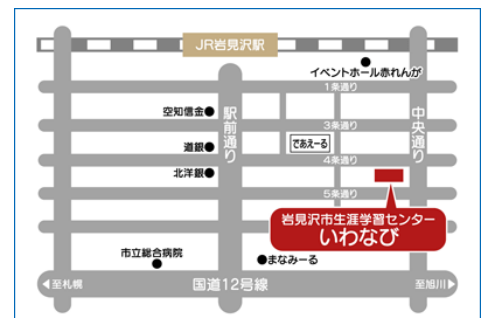 JR岩見沢駅
イベントホール赤れんが
1条通り
空知信金
駅前通り
中央通り
3条通り
道銀
であえーる
4条通り
北洋銀
5条通り
岩見沢市生涯学習センター
いわなび
市立総合病院
まなみーる
至札幌
国道12号線
至旭川